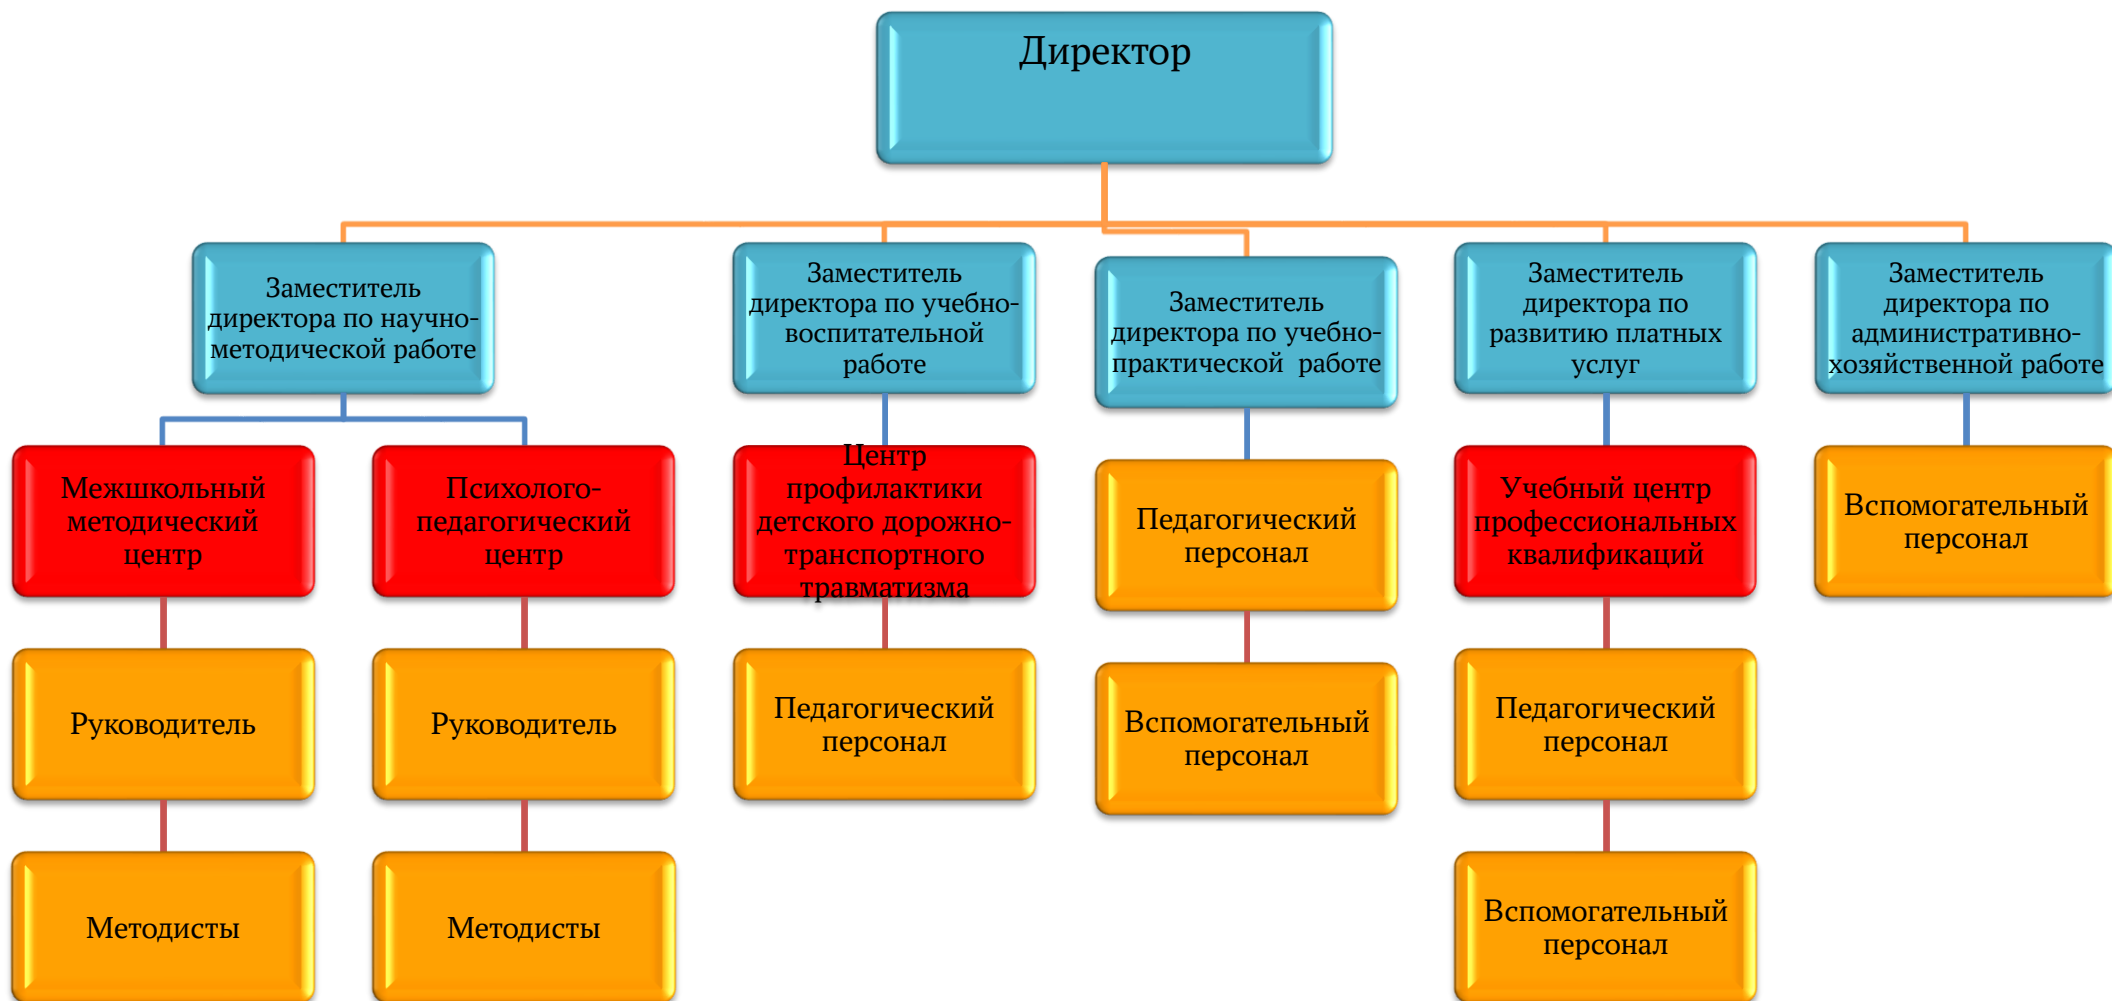 Директор
Заместитель
директора по научно-
методической работе
Заместитель
директора по учебно-
воспитательной
работе
Заместитель
директора по учебно-
практической  работе
Заместитель
директора по
развитию платных
услуг
Заместитель
директора по
административно-
хозяйственной работе
Межшкольный
методический
центр
Психолого-
педагогический
центр
Центр
профилактики
детского дорожно-
транспортного
травматизма
Педагогический
персонал
Учебный центр
профессиональных
квалификаций
Вспомогательный
персонал
Руководитель
Руководитель
Педагогический
персонал
Вспомогательный
персонал
Педагогический
персонал
Методисты
Методисты
Вспомогательный
персонал